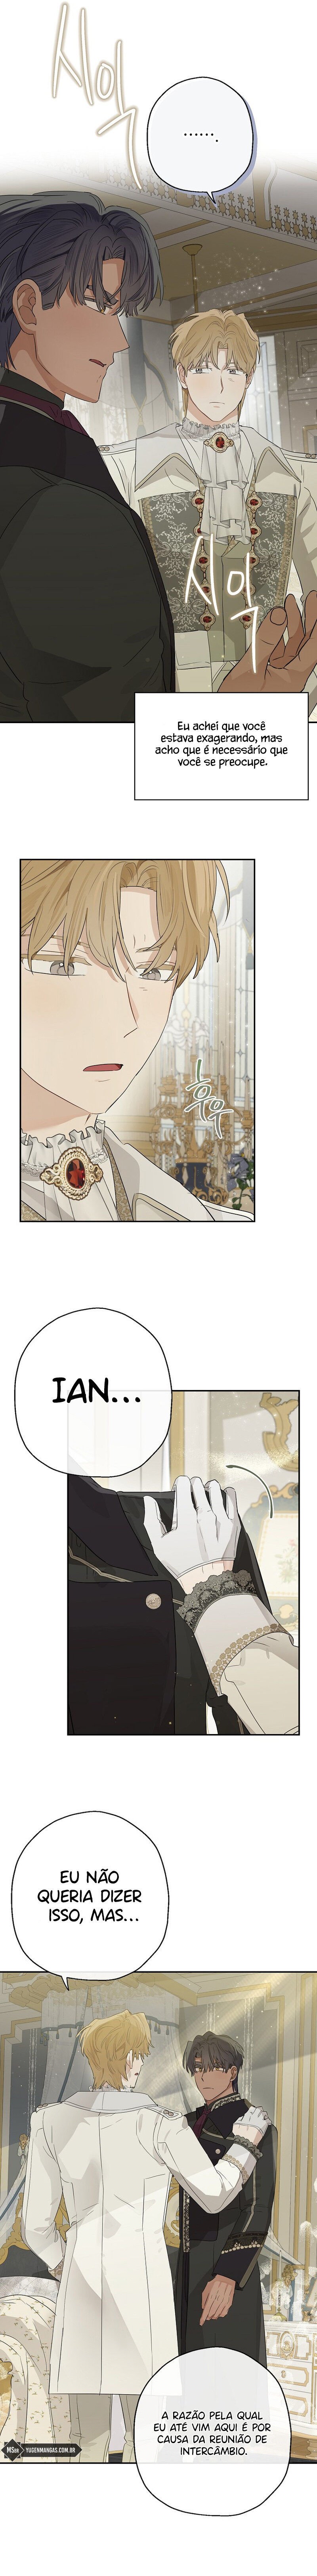 시익
…….
시익
Eu achei que você
estava exagerando, mas
acho que é necessário que
você se preocupe.
후우
IAN...
EU NÃO
QUERIA DIZER
ISSO, MAS...
A RAZÃO PELA QUAL
EU ATÉ VIM AQUI É POR
CAUSA DA REUNIÃO DE
INTERCÂMBIO.
YUGENMANGAS.COM.BR